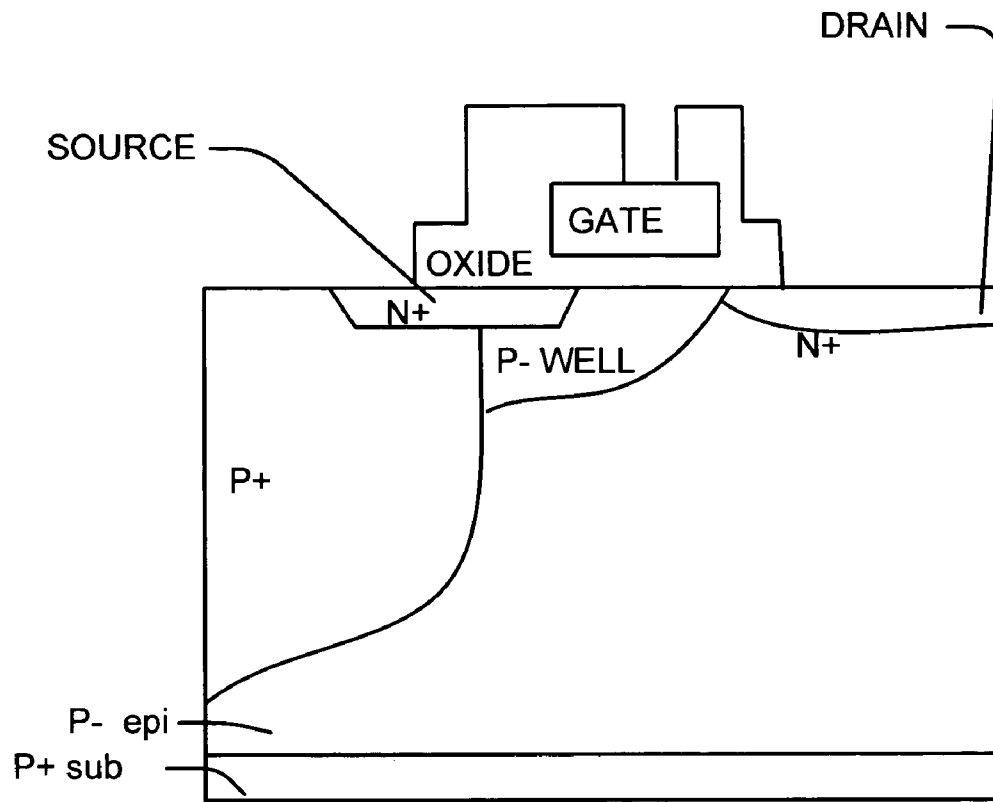 DRAIN
SOURCE
GATE
OXIDE
N+
P- WELL
N+
P+
P- epi
P+ sub